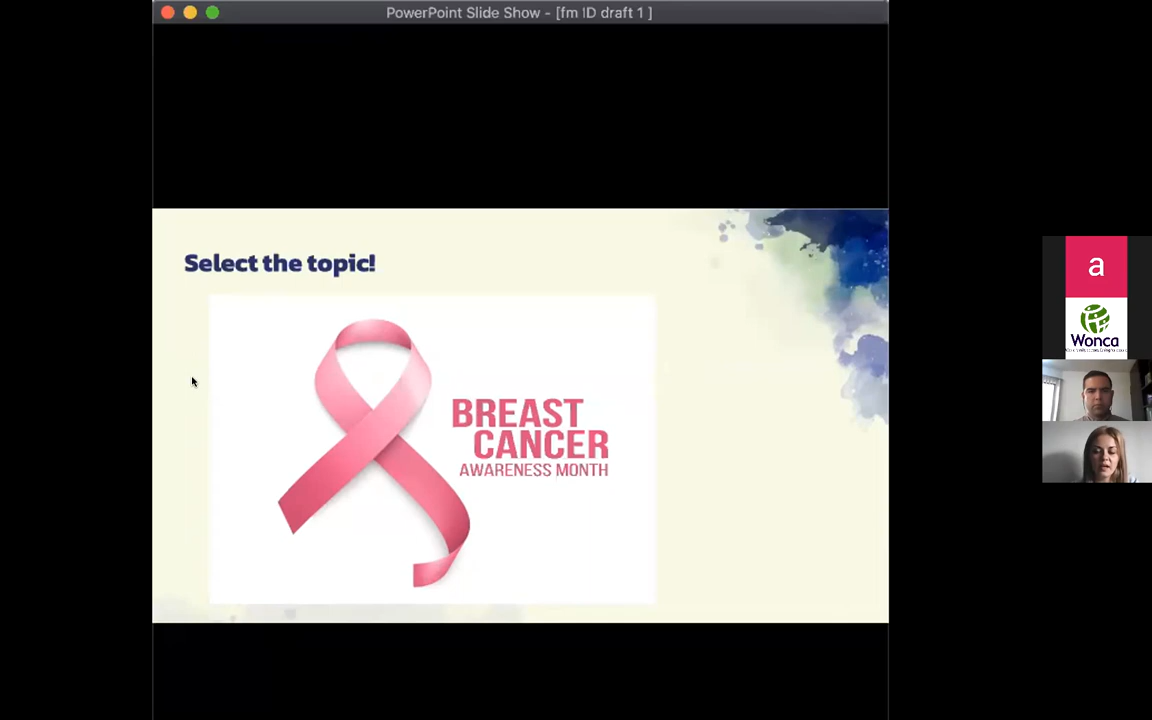 PowerPoint Slide Show - [fm ID draft 1 ]
Select the topic!
BREAST
CANCER
AWARENESS MONTH
a
Wonca